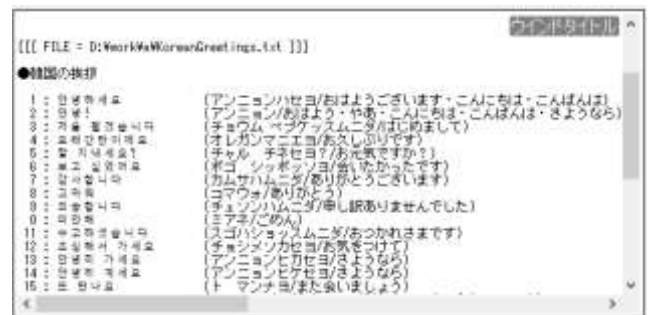 ウインドタイトル
[[[ FILE = D:¥work¥a¥KoreanGreetings.txt ]]]
●韓国の挨拶
1 : 안녕하세요 (アンニョンハセヨ/おはようございます・こんにちは・こんばんは)
2 : 안녕! (アンニョン/おはよう・やあ・こんにちは・こんばんは・さようなら)
3 : 처음 뵙겠습니다 (チョウム ペプケッスムニダ/はじめまして)
4 : 오래간만이에요 (オレガンマニエヨ/お久しぶりです)
5 : 잘 지내세요? (チャル チネセヨ?/お元気ですか?)
6 : 보고 싶었어요 (ポゴ シッポッソヨ/会いたかったです)
7 : 감사합니다 (カムサハムニダ/ありがとうございます)
8 : 고마워 (コマウォ/ありがとう)
9 : 죄송합니다 (チェソンハムニダ/申し訳ありませんでした)
0 : 미안해 (ミアネ/ごめん)
11 : 수고하셨습니다 (スゴハショッスムニダ/おつかれさまです)
12 : 조심해서 가세요 (チョシメソンカセヨ/お気をつけて)
13 : 안녕히 가세요 (アンニョンヒカセヨ/さようなら)
14 : 안녕히 계세요 (アンニョンヒケセヨ/さようなら)
15 : 또 만나요 (ト マンナヨ/また会いましょう)